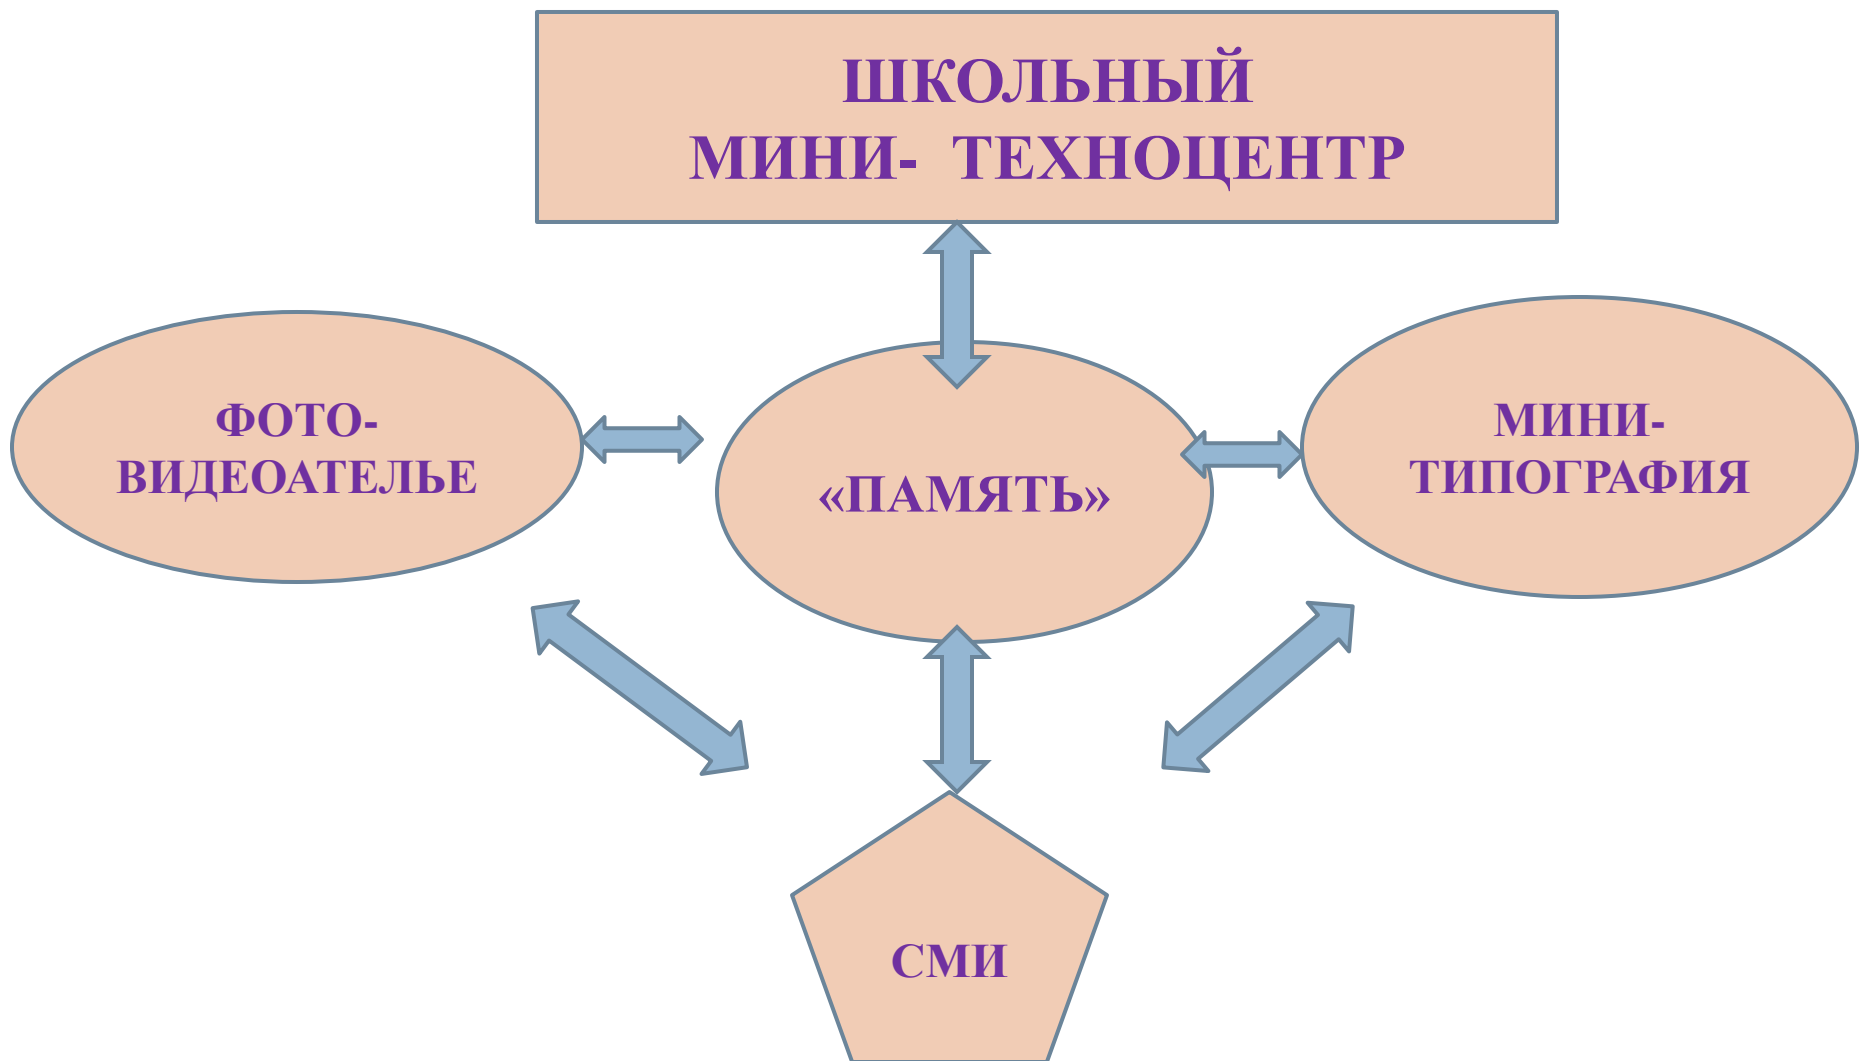 ШКОЛЬНЫЙ
МИНИ- ТЕХНОЦЕНТР
ФОТО-
ВИДЕОАТЕЛЬЕ
«ПАМЯТЬ»
МИНИ-
ТИПОГРАФИЯ
СМИ